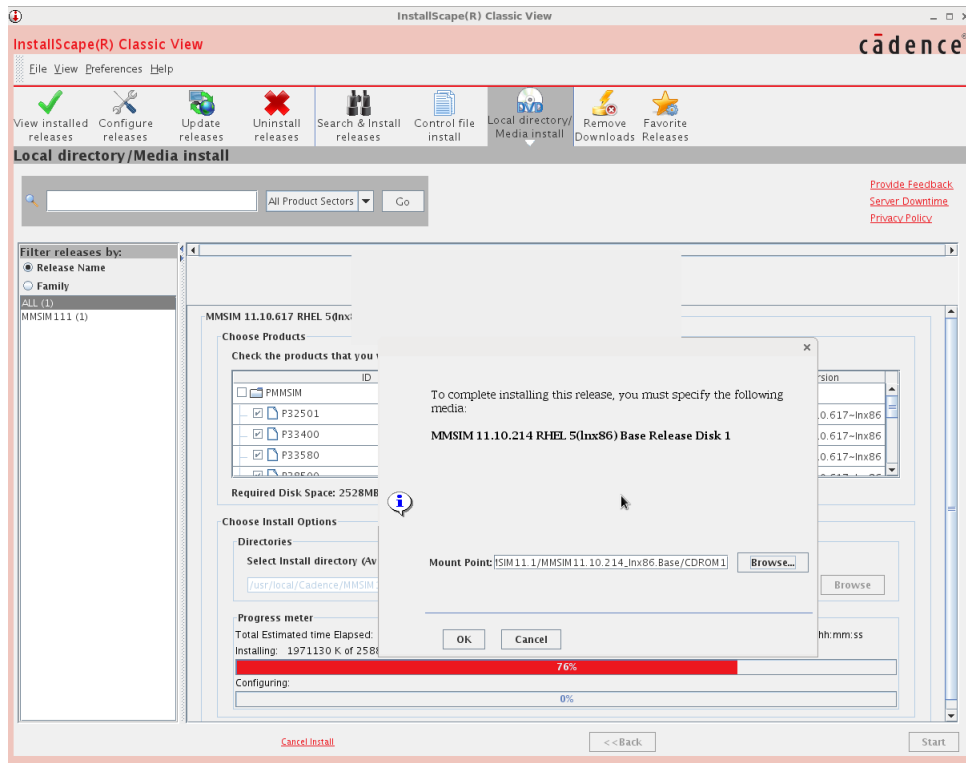 InstallScape(R) Classic View
InstallScape(R) Classic View
cādence®
File View Preferences Help
View installed releases
Configure releases
Update releases
Uninstall releases
Search & Install releases
Control file install
DVD
Local directory/ Media install
Remove Downloads
Favorite Releases
Local directory/Media install
All Product Sectors
Go
Provide Feedback
Server Downtime
Privacy Policy
Filter releases by:
Release Name
Family
ALL (1)
MMSIM111 (1)
MMSIM 11.10.617 RHEL 5(lnx
Choose Products
Check the products that you
ID
sion
PMMSIM
P32501
.0.617~lnx86
P33400
.0.617~lnx86
P33580
.0.617~lnx86
P38500
Required Disk Space: 2528MB
To complete installing this release, you must specify the following
media:
MMSIM 11.10.214 RHEL 5(lnx86) Base Release Disk 1
Mount Point:
SIM11.1/MMSIM11.10.214_lnx86.Base/CDROM1
Browse...
OK
Cancel
Choose Install Options
Directories
Select Install directory (Av
/usr/local/Cadence/MMSIM
Browse
Progress meter
Total Estimated time Elapsed:
hh:mm:ss
Installing: 1971130 K of 258
76%
Configuring:
0%
Cancel Install
<<Back
Start